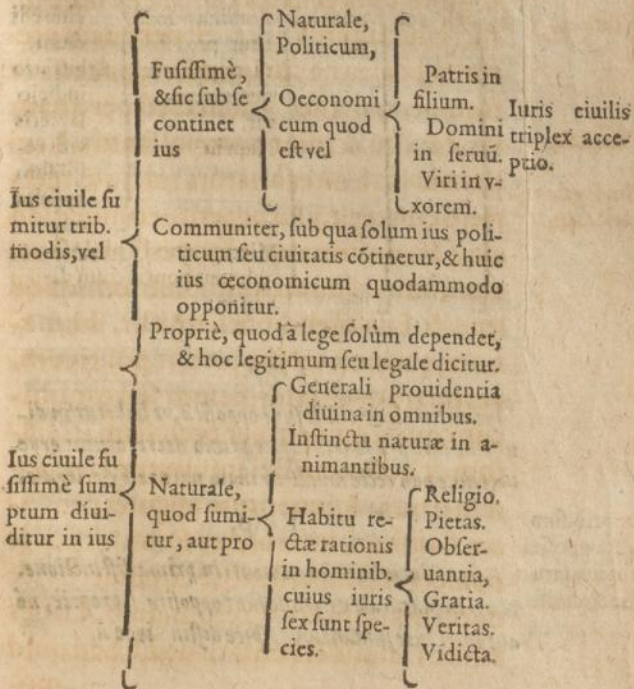 Ius ciuile su
mitur trib.
modis, vel
Fusissimè,
& sic sub se
continet
ius
Naturale,
Politicum,
Oeconomi
cum quod
est vel
Patris in
filium.
Domini
in seruũ.
Viri in v-
xorem.
Iuris ciuilis
triplex acce-
ptio.
Communiter, sub qua solum ius poli-
ticum seu ciuitatis cõtinetur, & huic
ius œconomicum quodammodo
opponitur.
Propriè, quod à lege solùm dependet,
& hoc legitimum seu legale dicitur.
Ius ciuile fu
sissimè sum
ptum diui-
ditur in ius
Naturale,
quod sumi-
tur, aut pro
Generali prouidentia
diuina in omnibus.
Instinctu naturæ in a-
nimantibus.
Habitu re-
ctæ rationis
in hominib.
cuius iuris
sex sunt spe-
cies.
Religio.
Pietas.
Obser-
uantia,
Gratia.
Veritas.
Vĩdicta.